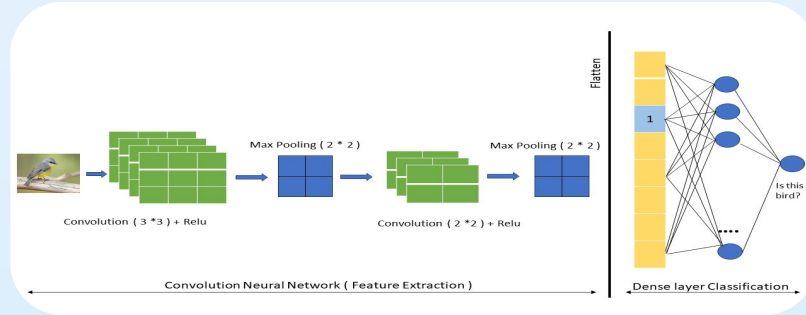 Flatten
1
Max Pooling ( 2 * 2 )
Max Pooling ( 2 * 2 )
Is this
bird?
Convolution ( 3 *3 ) + Relu
Convolution ( 2 *2 ) + Relu
....
Convolution Neural Network ( Feature Extraction )
Dense layer Classification